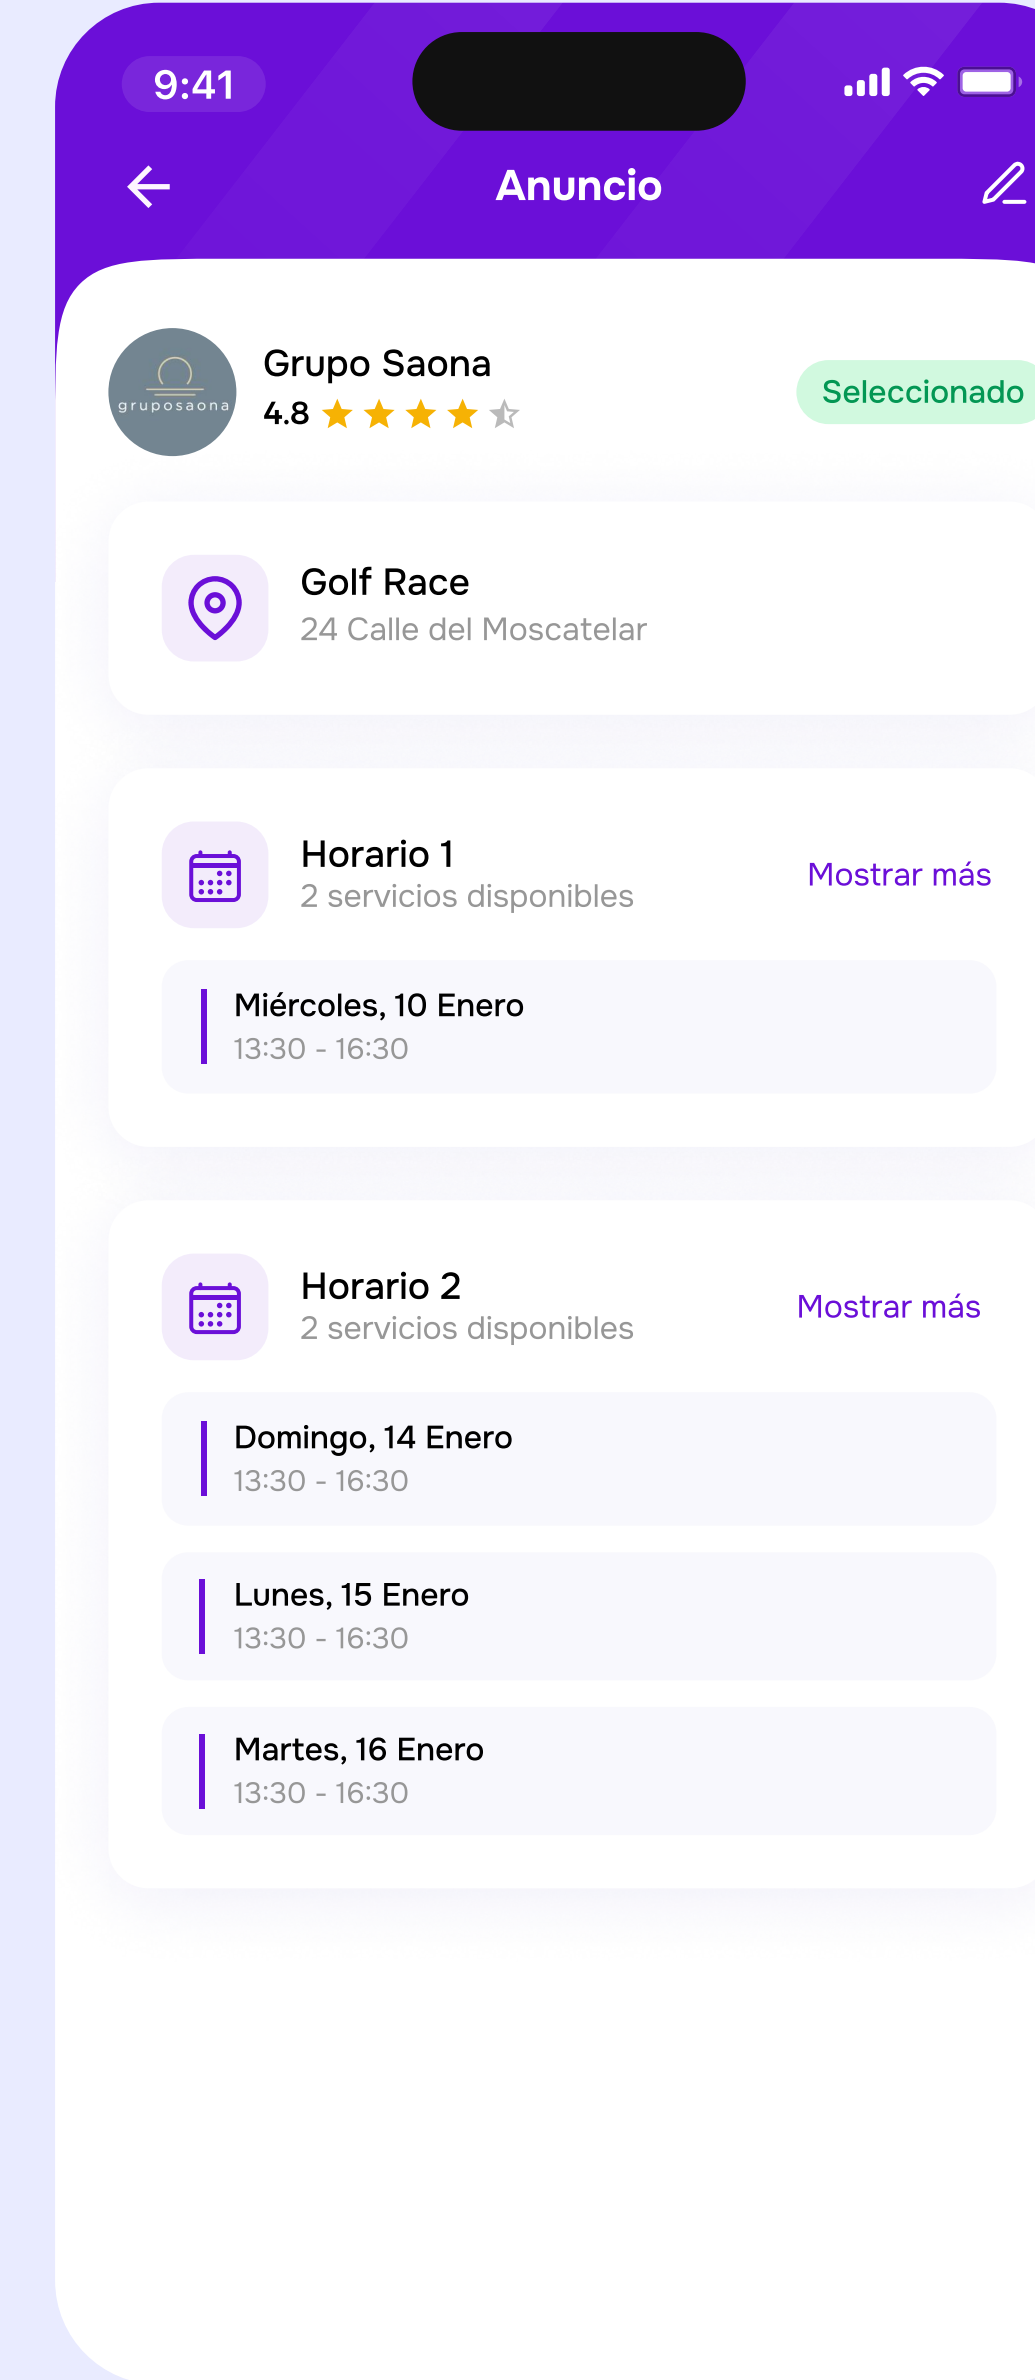 9:41
Anuncio
gruposaona
Grupo Saona
4.8
Seleccionado
Golf Race
24 Calle del Moscatelar
Horario 1
2 servicios disponibles
Mostrar más
Miércoles, 10 Enero
13:30 - 16:30
Horario 2
2 servicios disponibles
Mostrar más
Domingo, 14 Enero
13:30 - 16:30
Lunes, 15 Enero
13:30 - 16:30
Martes, 16 Enero
13:30 - 16:30